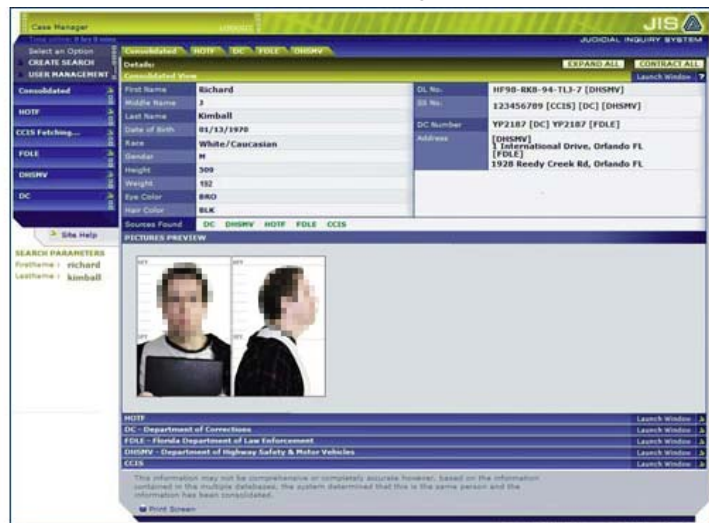 Case Manager
LOGOUT
JIS
JUDICIAL INQUIRY SYSTEM
Select an Option
CREATE SEARCH
USER MANAGEMENT
Consolidated HOTF DC FDLE DHSMV
Details: EXPAND ALL CONTRACT ALL
Consolidated View Launch Window ?
Consolidated
HOTF
CCIS Fetching...
FDLE
DHSMV
DC
Site Help
SEARCH PARAMETERS
Firstname : richard
Lastname : kimball
First Name Richard
Middle Name J
Last Name Kimball
Date of Birth 01/13/1970
Race White/Caucasian
Gender M
Height 509
Weight 192
Eye Color BRO
Hair Color BLK
DL No. HF98-RK8-94-TL3-7 [DHSMV]
SS No. 123456789 [CCIS] [DC] [DHSMV]
DC Number YP2187 [DC] YP2187 [FDLE]
Address [DHSMV]
1 International Drive, Orlando FL
[FDLE]
1928 Reedy Creek Rd, Orlando FL
Sources Found DC DHSMV HOTF FDLE CCIS
PICTURES PREVIEW
HOTF Launch Window
DC - Department of Corrections Launch Window
FDLE - Florida Department of Law Enforcement Launch Window
DHSMV - Department of Highway Safety & Motor Vehicles Launch Window
CCIS Launch Window
This information may not be comprehensive or completely accurate however, based on the information
contained in the multiple databases, the system determined that this is the same person and the
information has been consolidated.
Print Screen